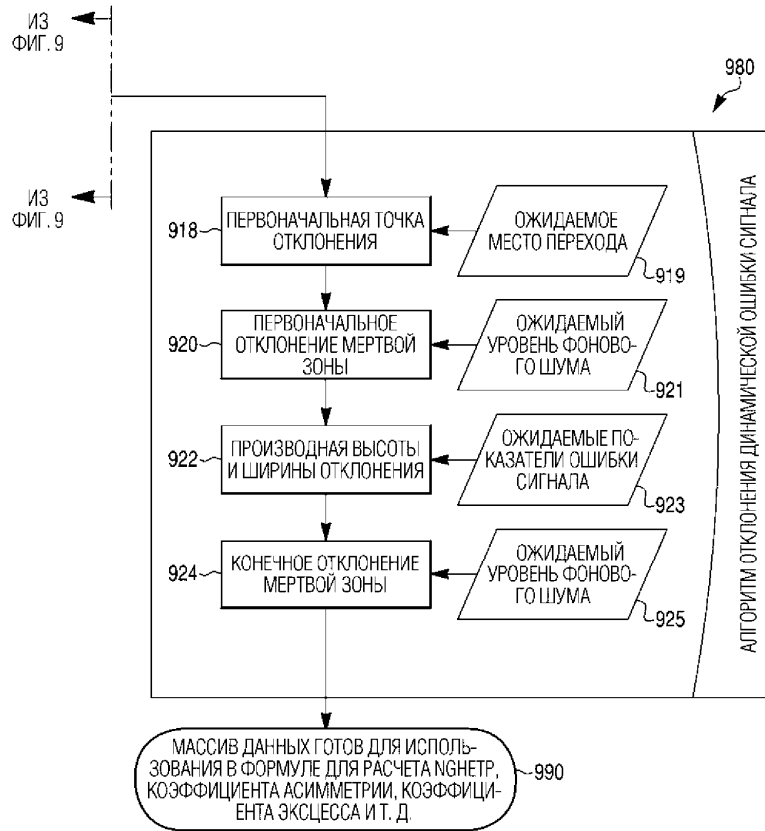 ИЗ
ФИГ. 9
ИЗ
ФИГ. 9
980
918
ПЕРВОНАЧАЛЬНАЯ ТОЧКА
ОТКЛОНЕНИЯ
ОЖИДАЕМОЕ
МЕСТО ПЕРЕХОДА
919
920
ПЕРВОНАЧАЛЬНОЕ
ОТКЛОНЕНИЕ МЕРТВОЙ
ЗОНЫ
ОЖИДАЕМЫЙ
УРОВЕНЬ ФОНОВО-
ГО ШУМА
921
922
ПРОИЗВОДНАЯ ВЫСОТЫ
И ШИРИНЫ ОТКЛОНЕНИЯ
ОЖИДАЕМЫЕ ПО-
КАЗАТЕЛИ ОШИБКИ
СИГНАЛА
923
924
КОНЕЧНОЕ ОТКЛОНЕНИЕ
МЕРТВОЙ ЗОНЫ
ОЖИДАЕМЫЙ
УРОВЕНЬ ФОНОВО-
ГО ШУМА
925
АЛГОРИТМ ОТКЛОНЕНИЯ ДИНАМИЧЕСКОЙ ОШИБКИ СИГНАЛА
МАССИВ ДАННЫХ ГОТОВ ДЛЯ ИСПОЛЬ-
ЗОВАНИЯ В ФОРМУЛЕ ДЛЯ РАСЧЕТА NGHETP,
КОЭФФИЦИЕНТА АСИММЕТРИИ, КОЭФФИЦИ-
ЕНТА ЭКСЦЕССА И Т. Д.
990